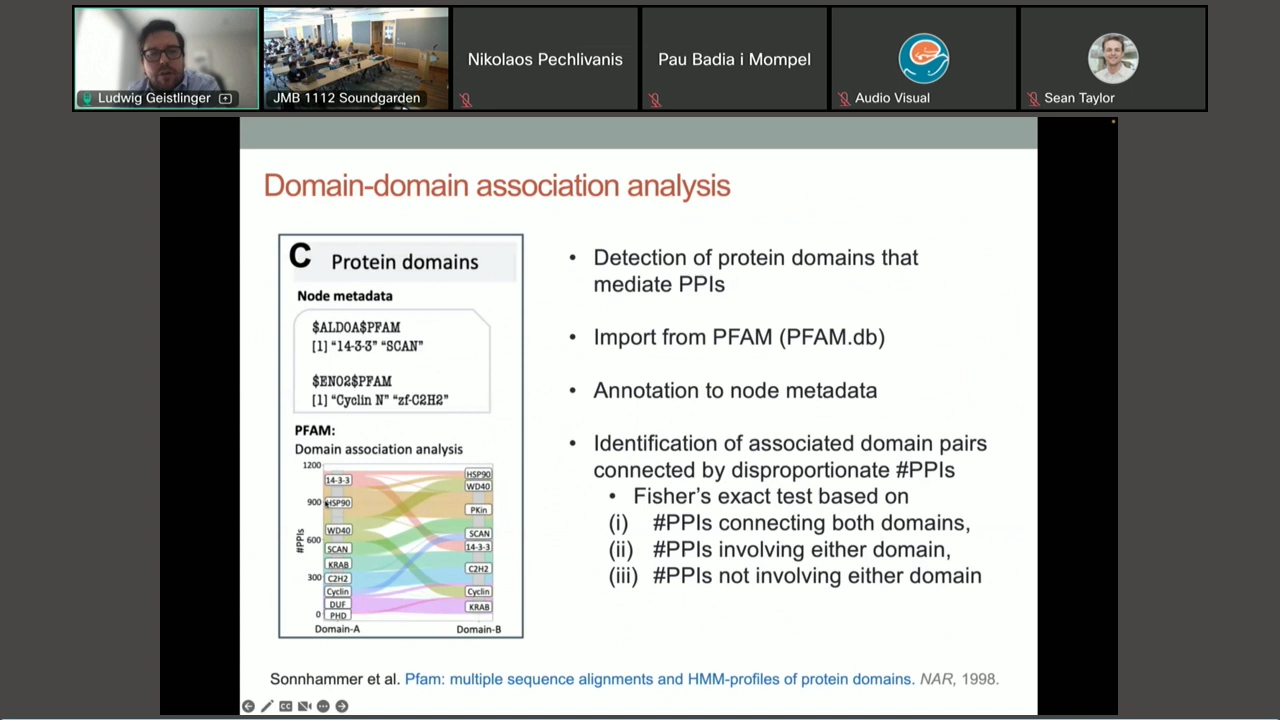 Ludwig Geistlinger
JMB 1112 Soundgarden
Nikolaos Pechlivanis
Pau Badia i Mompel
Audio Visual
Sean Taylor
Domain-domain association analysis
C Protein domains
Node metadata
$ALDOA$PFAM
[1] “14-3-3” “SCAN”
$ENO2$PFAM
[1] “Cyclin N” “zf-C2H2”
PFAM:
Domain association analysis
1200
900
600
300
0
#PPIs
14-3-3
HSP90
WD40
SCAN
KRAB
C2H2
Cyclin
DUF
PHD
HSP90
WD40
PKin
SCAN
14-3-3
C2H2
Cyclin
KRAB
Domain-A
Domain-B
• Detection of protein domains that
mediate PPIs
• Import from PFAM (PFAM.db)
• Annotation to node metadata
• Identification of associated domain pairs
connected by disproportionate #PPIs
• Fisher’s exact test based on
(i) #PPIs connecting both domains,
(ii) #PPIs involving either domain,
(iii) #PPIs not involving either domain
Sonnhammer et al. Pfam: multiple sequence alignments and HMM-profiles of protein domains. NAR, 1998.
CC